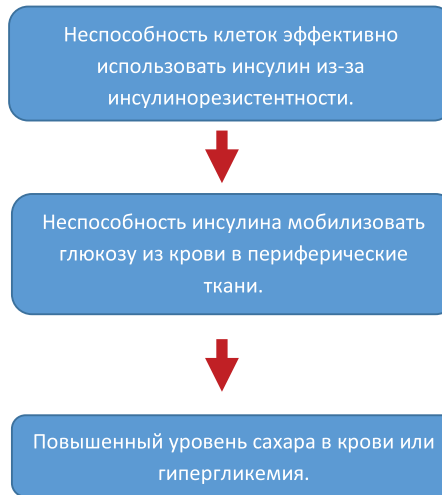 Неспособность клеток эффективно
использовать инсулин из-за
инсулинорезистентности.
Неспособность инсулина мобилизовать
глюкозу из крови в периферические
ткани.
Повышенный уровень сахара в крови или
гипергликемия.